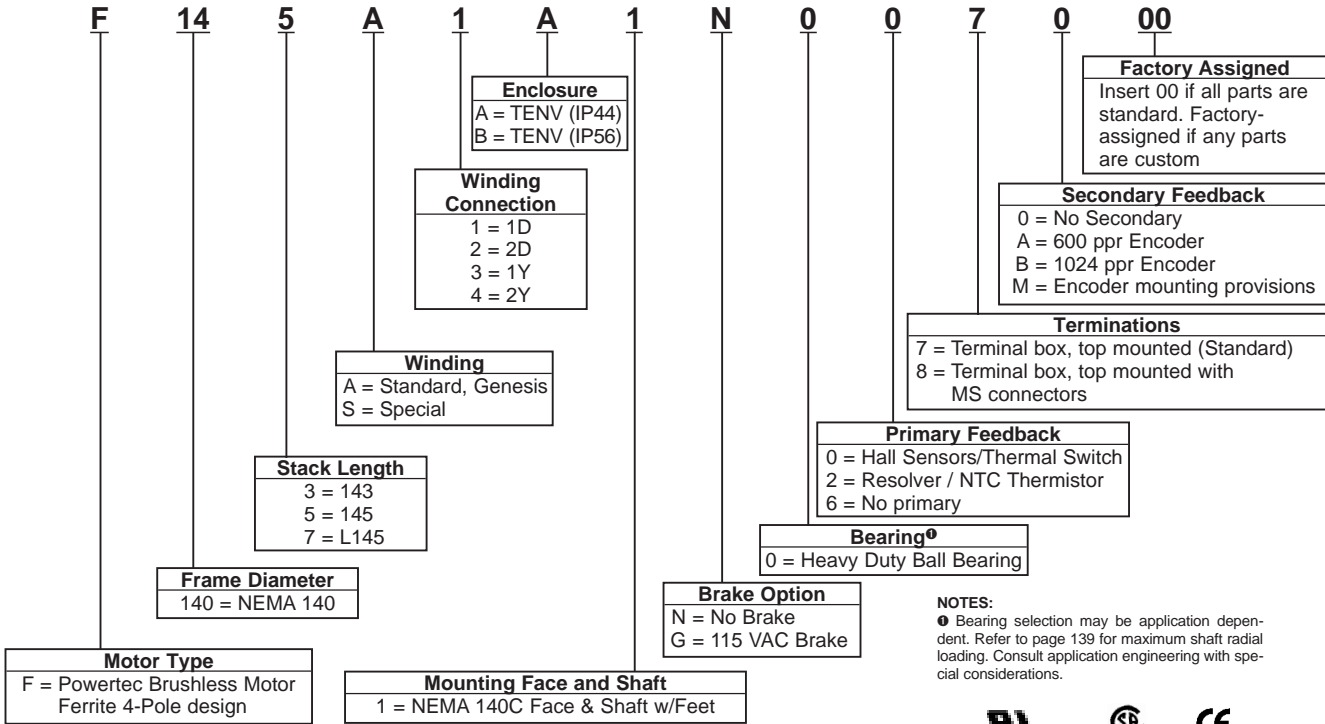 F 14 5 A 1 A 1 N 0 0 7 0 00
Factory Assigned
Insert 00 if all parts are
standard. Factory-
assigned if any parts
are custom
Enclosure
A = TENV (IP44)
B = TENV (IP56)
Winding
Connection
1 = 1D
2 = 2D
3 = 1Y
4 = 2Y
Secondary Feedback
0 = No Secondary
A = 600 ppr Encoder
B = 1024 ppr Encoder
M = Encoder mounting provisions
Terminations
7 = Terminal box, top mounted (Standard)
8 = Terminal box, top mounted with
MS connectors
Winding
A = Standard, Genesis
S = Special
Primary Feedback
0 = Hall Sensors/Thermal Switch
2 = Resolver / NTC Thermistor
6 = No primary
Stack Length
3 = 143
5 = 145
7 = L145
Bearing❶
0 = Heavy Duty Ball Bearing
Frame Diameter
140 = NEMA 140
Brake Option
N = No Brake
G = 115 VAC Brake
NOTES:
❶ Bearing selection may be application depen-
dent. Refer to page 139 for maximum shaft radial
loading. Consult application engineering with spe-
cial considerations.
Motor Type
F = Powertec Brushless Motor
Ferrite 4-Pole design
Mounting Face and Shaft
1 = NEMA 140C Face & Shaft w/Feet